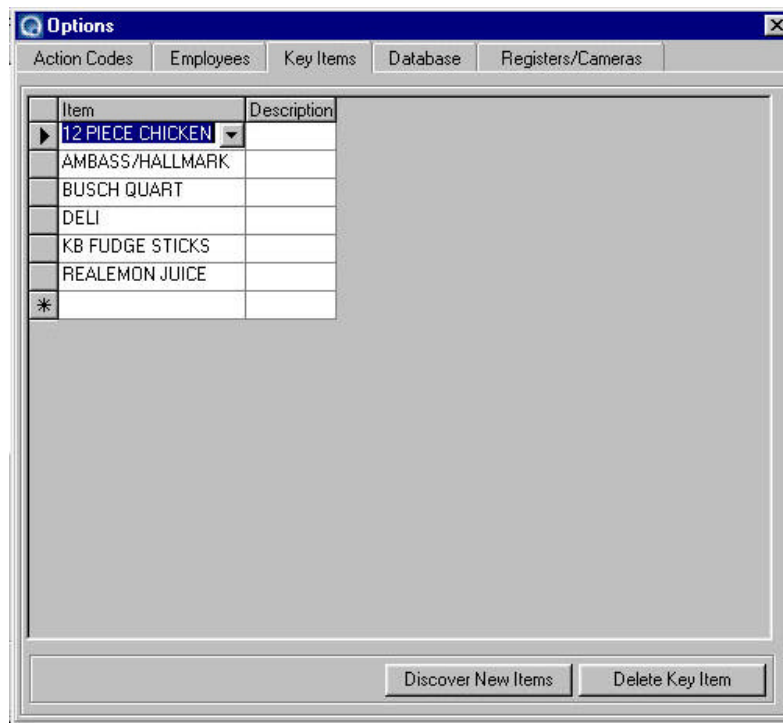 Options
Action Codes Employees Key Items Database Registers/Cameras
Item Description
12 PIECE CHICKEN
AMBASS/HALLMARK
BUSCH QUART
DELI
KB FUDGE STICKS
REALEMON JUICE
Discover New Items Delete Key Item